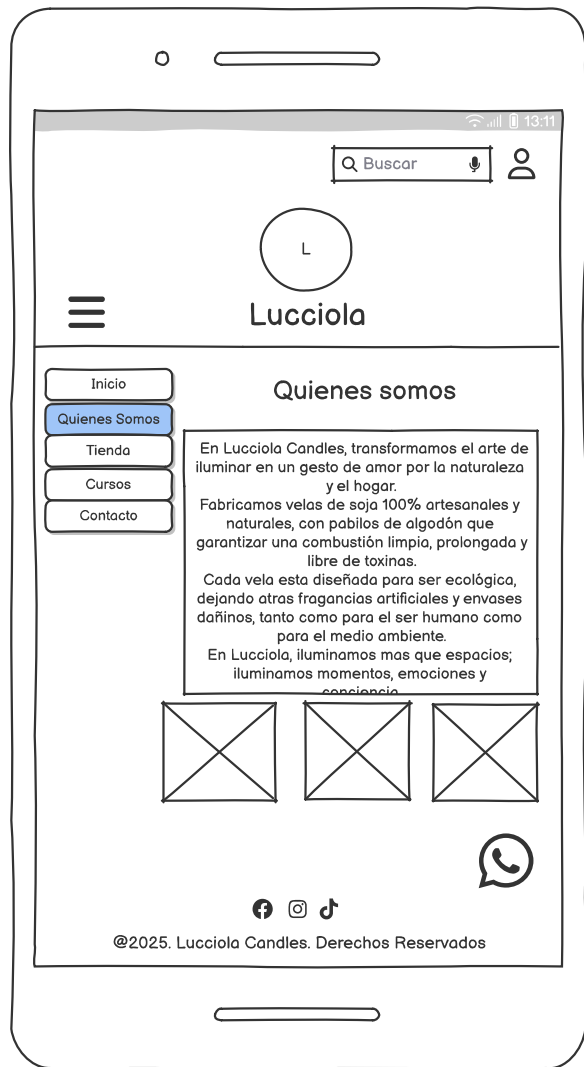 13:11
Buscar
L
Lucciola
Inicio
Quienes Somos
Tienda
Cursos
Contacto
Quienes somos
En Lucciola Candles, transformamos el arte de
iluminar en un gesto de amor por la naturaleza
y el hogar.
Fabricamos velas de soja 100% artesanales y
naturales, con pabilos de algodón que
garantizar una combustión limpia, prolongada y
libre de toxinas.
Cada vela esta diseñada para ser ecológica,
dejando atras fragancias artificiales y envases
dañinos, tanto como para el ser humano como
para el medio ambiente.
En Lucciola, iluminamos mas que espacios;
iluminamos momentos, emociones y
conciencia
@2025. Lucciola Candles. Derechos Reservados